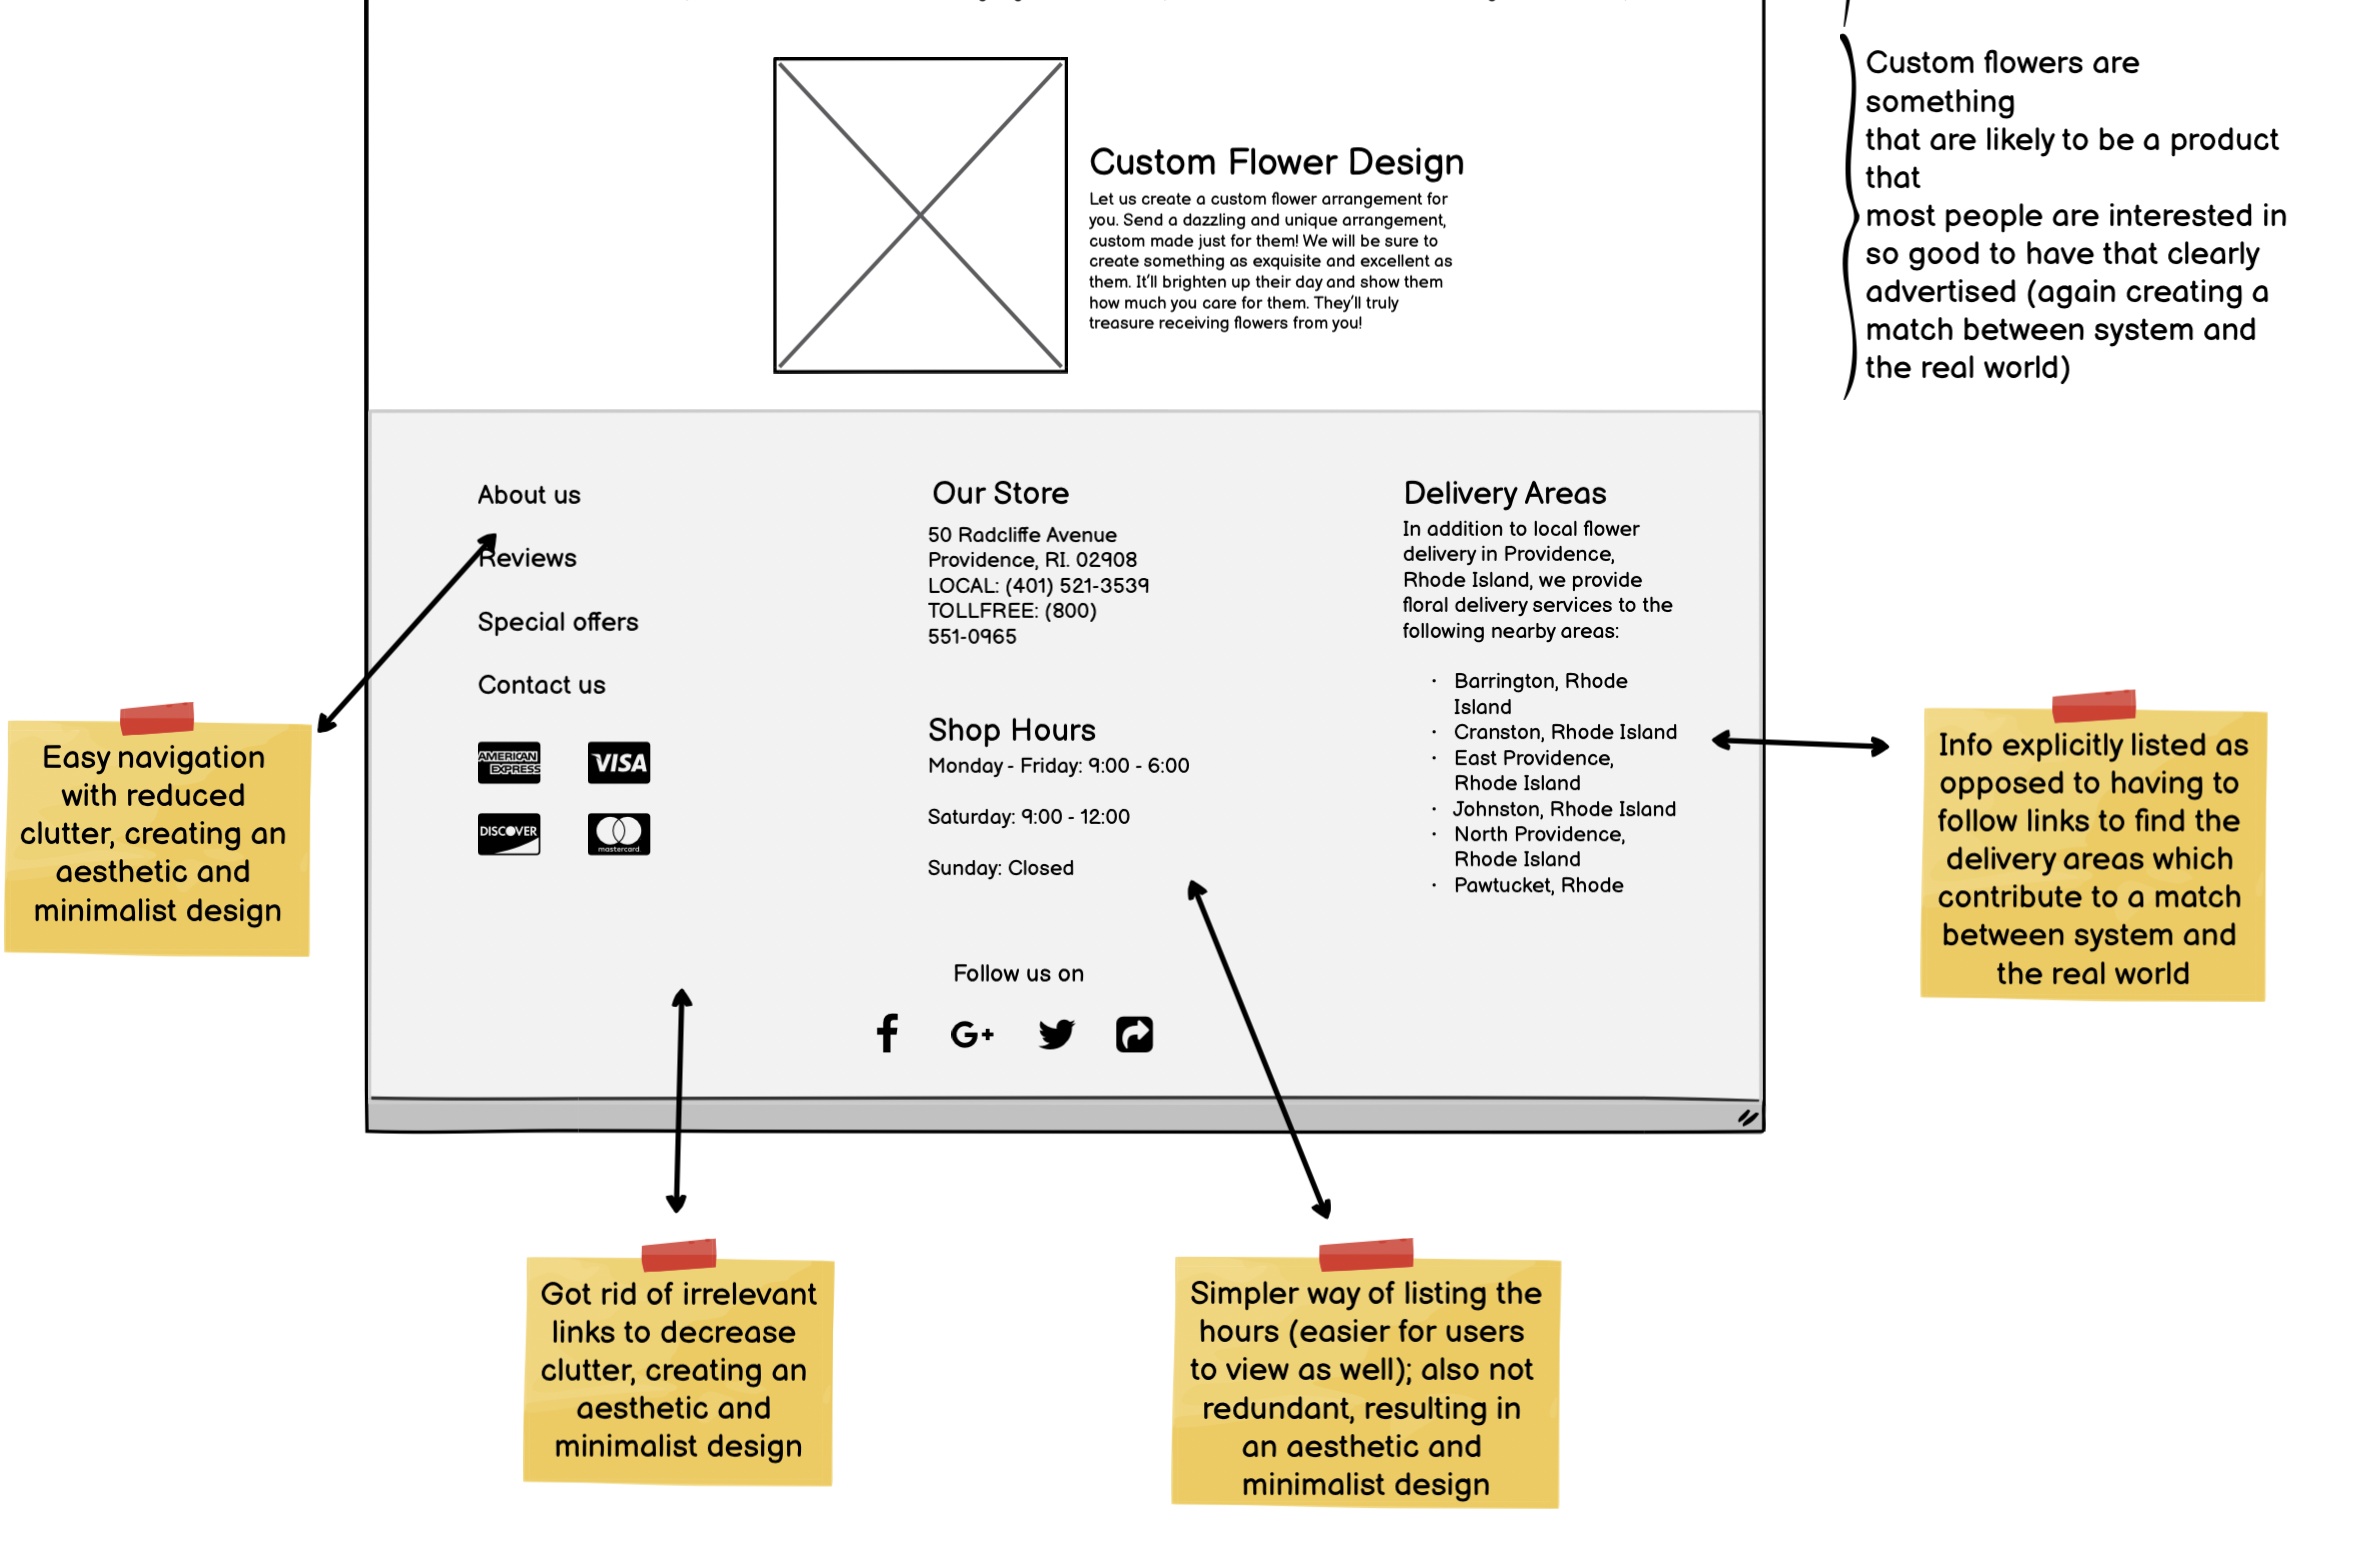 Custom flowers are
something
that are likely to be a product
that
most people are interested in
so good to have that clearly
advertised (again creating a
match between system and
the real world)
Custom Flower Design
Let us create a custom flower arrangement for
you. Send a dazzling and unique arrangement,
custom made just for them! We will be sure to
create something as exquisite and excellent as
them. It'll brighten up their day and show them
how much you care for them. They'll truly
treasure receiving flowers from you!
About us
Reviews
Special offers
Contact us
AMERICAN
EXPRESS
VISA
DISCOVER
mastercard
Our Store
50 Radcliffe Avenue
Providence, RI. 02908
LOCAL: (401) 521-3539
TOLLFREE: (800)
551-0965
Shop Hours
Monday - Friday: 9:00 - 6:00
Saturday: 9:00 - 12:00
Sunday: Closed
Delivery Areas
In addition to local flower
delivery in Providence,
Rhode Island, we provide
floral delivery services to the
following nearby areas:
· Barrington, Rhode
Island
· Cranston, Rhode Island
· East Providence,
Rhode Island
· Johnston, Rhode Island
· North Providence,
Rhode Island
· Pawtucket, Rhode
Follow us on
G+
Easy navigation
with reduced
clutter, creating an
aesthetic and
minimalist design
Info explicitly listed as
opposed to having to
follow links to find the
delivery areas which
contribute to a match
between system and
the real world
Got rid of irrelevant
links to decrease
clutter, creating an
aesthetic and
minimalist design
Simpler way of listing the
hours (easier for users
to view as well); also not
redundant, resulting in
an aesthetic and
minimalist design